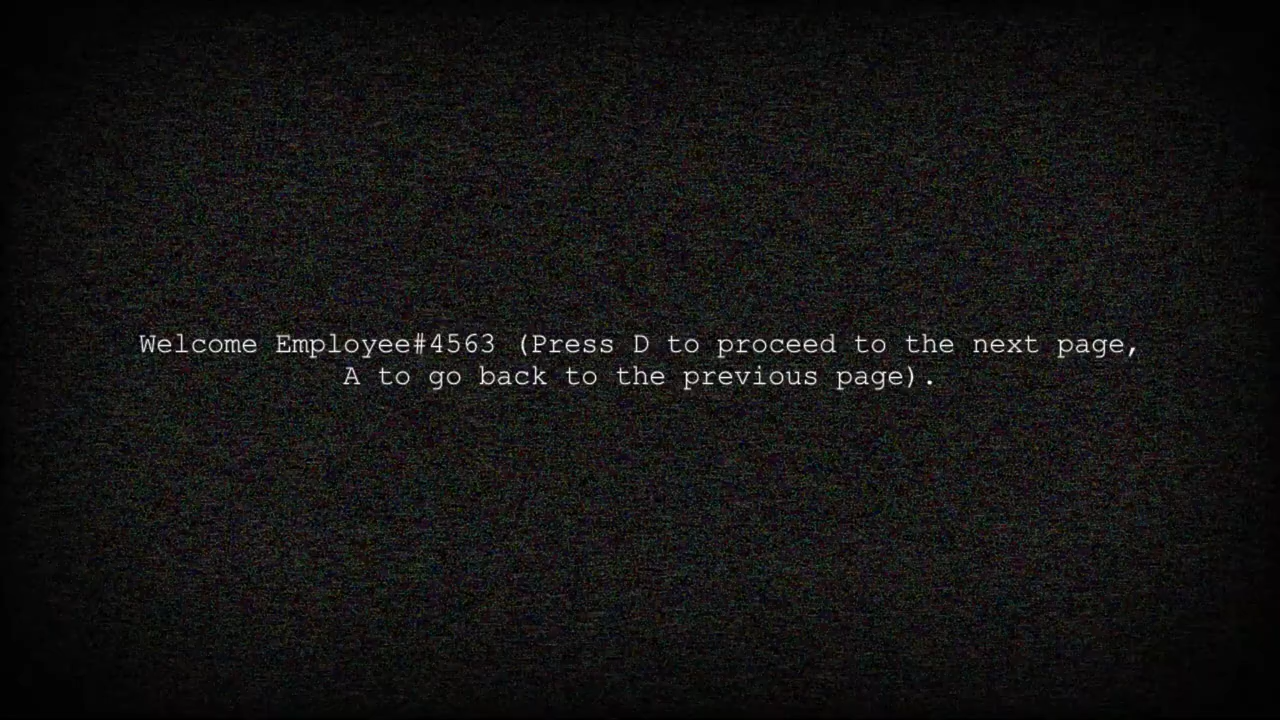 Welcome Employee#4563 (Press D to proceed to the next page,
A to go back to the previous page).